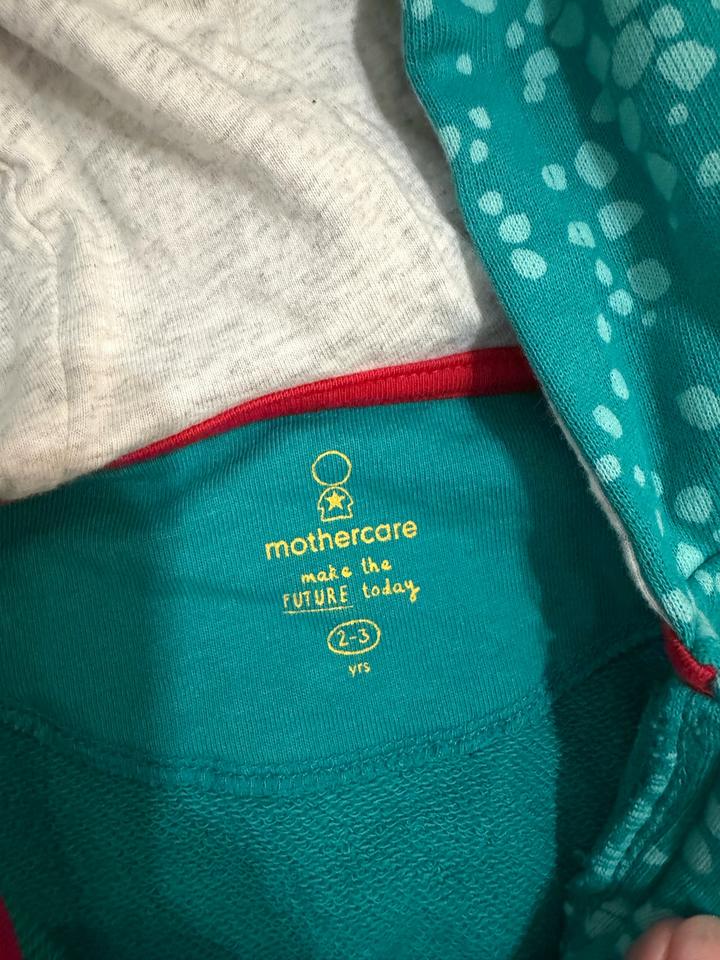 mothercare
make the
FUTURE today
2-3
yrs